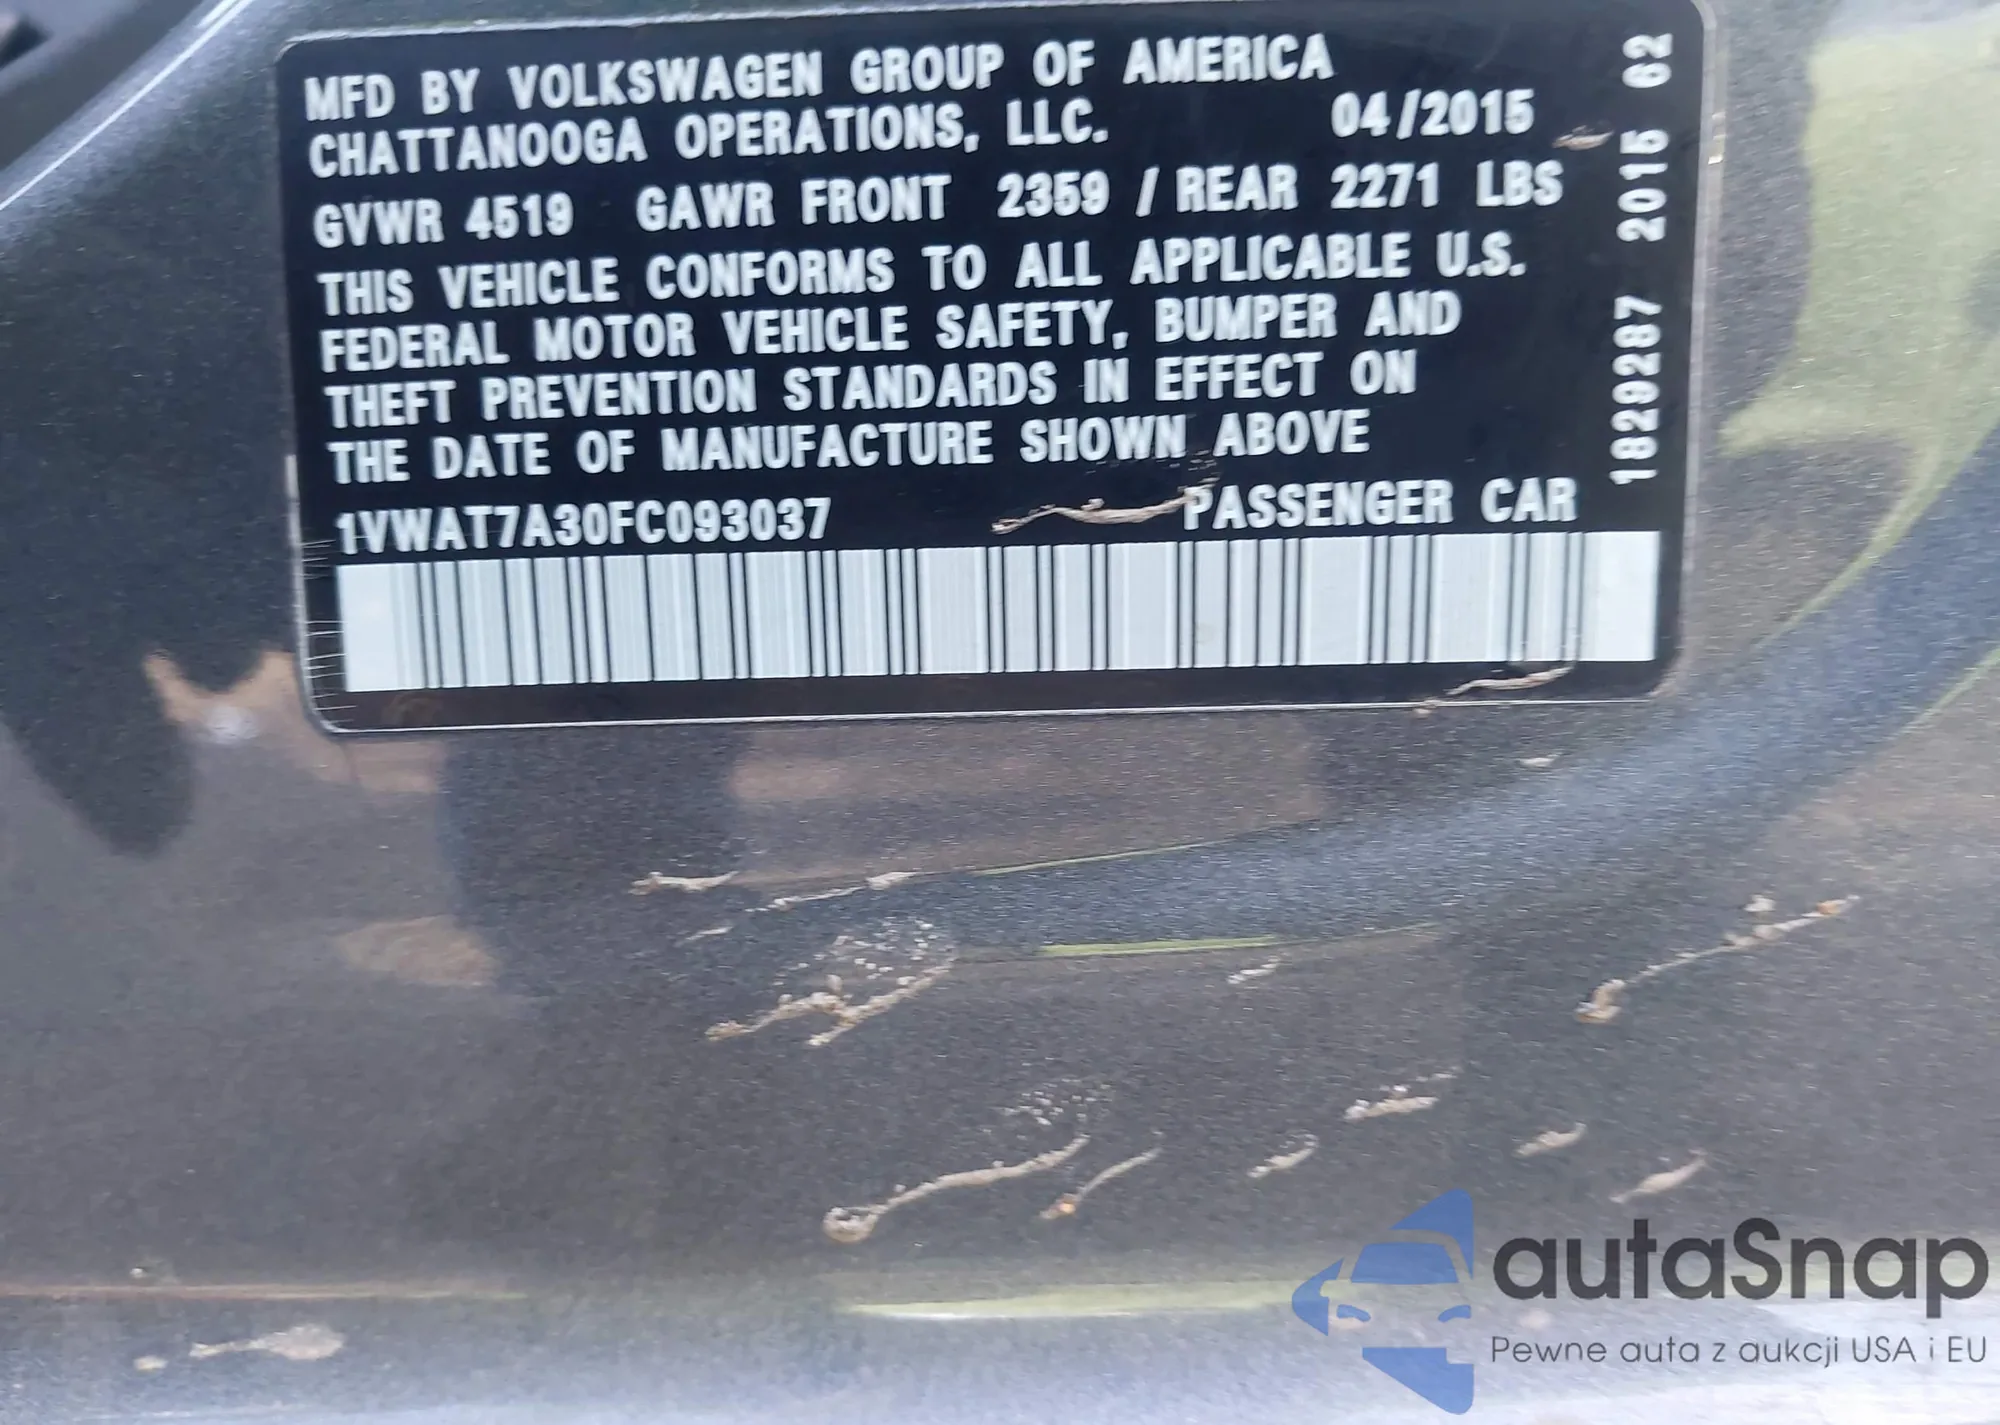 MFD BY VOLKSWAGEN GROUP OF AMERICA
CHATTANOOGA OPERATIONS, LLC. 04/2015
GVWR 4519 GAWR FRONT 2359 / REAR 2271 LBS
THIS VEHICLE CONFORMS TO ALL APPLICABLE U.S.
FEDERAL MOTOR VEHICLE SAFETY, BUMPER AND
THEFT PREVENTION STANDARDS IN EFFECT ON
THE DATE OF MANUFACTURE SHOWN ABOVE
1VWAT7A30FC093037 PASSENGER CAR
1829287 2015 62
autaSnap
Pewne auta z aukcji USA i EU